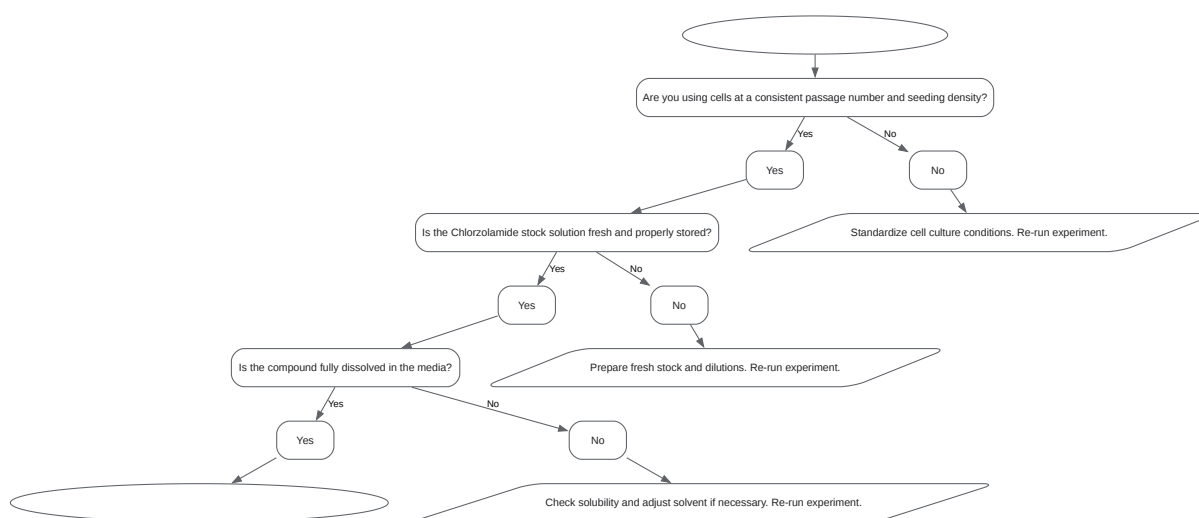 Are you using cells at a consistent passage number and seeding density?
Yes
No
Yes
No
Is the Chlorzolamide stock solution fresh and properly stored?
Standardize cell culture conditions. Re-run experiment.
Yes
No
Yes
No
Is the compound fully dissolved in the media?
Prepare fresh stock and dilutions. Re-run experiment.
Yes
No
Yes
No
Check solubility and adjust solvent if necessary. Re-run experiment.